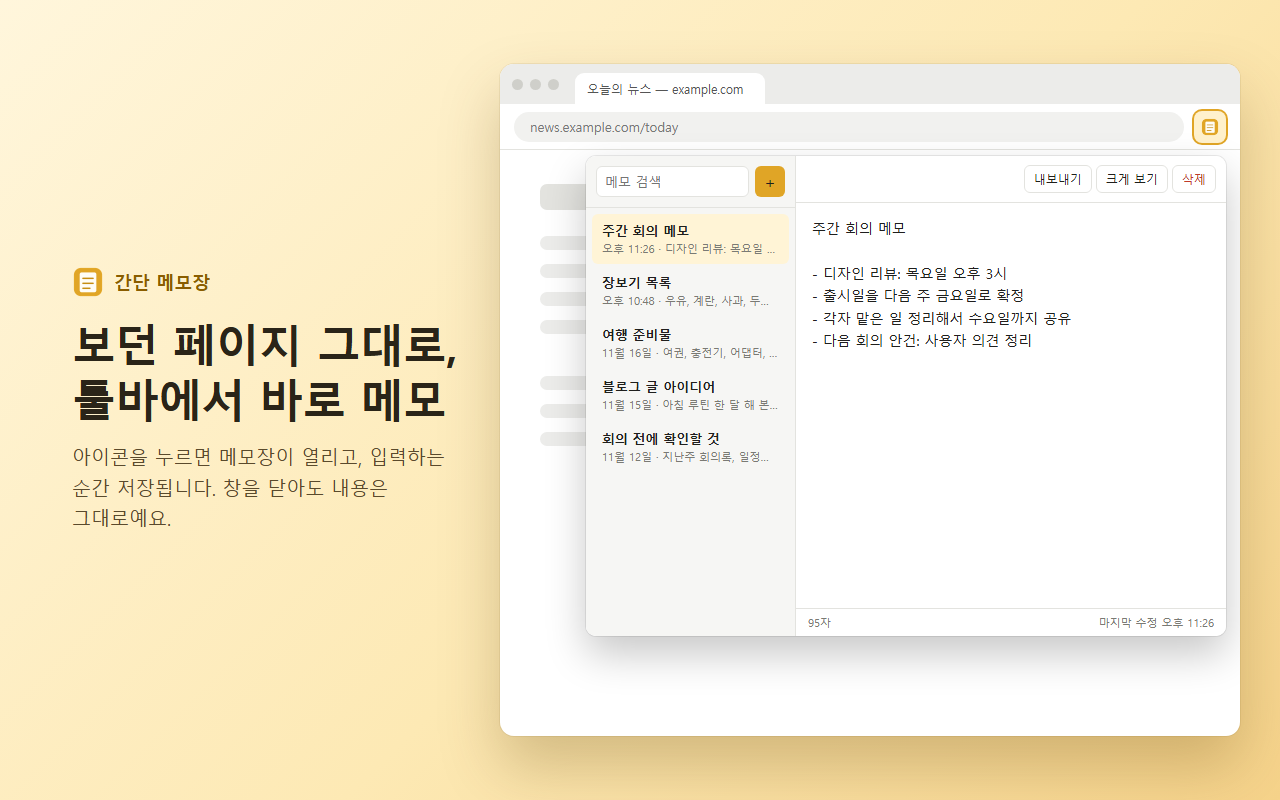 간단 메모장
보던 페이지 그대로,
툴바에서 바로 메모
아이콘을 누르면 메모장이 열리고, 입력하는
순간 저장됩니다. 창을 닫아도 내용은
그대로예요.
오늘의 뉴스 — example.com
news.example.com/today
메모 검색
+
내보내기
크게 보기
삭제
주간 회의 메모
오후 11:26 · 디자인 리뷰: 목요일 ...
장보기 목록
오후 10:48 · 우유, 계란, 사과, 두...
여행 준비물
11월 16일 · 여권, 충전기, 어댑터, ...
블로그 글 아이디어
11월 15일 · 아침 루틴 한 달 해 본...
회의 전에 확인할 것
11월 12일 · 지난주 회의록, 일정...
주간 회의 메모
- 디자인 리뷰: 목요일 오후 3시
- 출시일을 다음 주 금요일로 확정
- 각자 맡은 일 정리해서 수요일까지 공유
- 다음 회의 안건: 사용자 의견 정리
95자
마지막 수정 오후 11:26